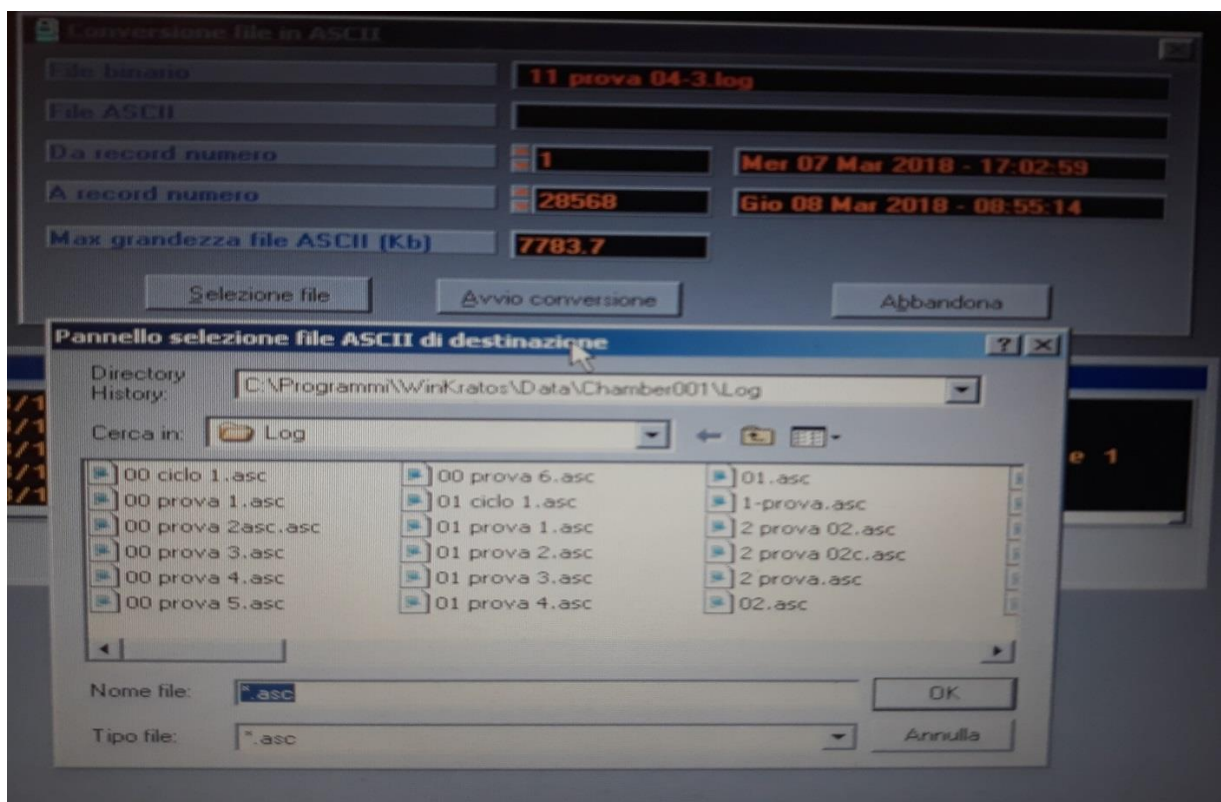 Conversione file in ASCII
File binario
11 prova 04-3.log
File ASCII
Da record numero
1
Mer 07 Mar 2018 - 17:02:59
A record numero
28568
Gio 08 Mar 2018 - 08:55:14
Max grandezza file ASCII (Kb)
7783.7
Selezione file
Avvio conversione
Abbandona
Pannello selezione file ASCII di destinazione
Directory History:
C:\Programmi\WinKratos\Data\Chamber001\Log
Cerca in:
Log
00 ciclo 1.asc
00 prova 1.asc
00 prova 2asc.asc
00 prova 3.asc
00 prova 4.asc
00 prova 5.asc
00 prova 6.asc
01 ciclo 1.asc
01 prova 1.asc
01 prova 2.asc
01 prova 3.asc
01 prova 4.asc
01.asc
1-prova.asc
2 prova 02.asc
2 prova 02c.asc
2 prova.asc
02.asc
e 1
Nome file:
*.asc
OK
Tipo file:
*.asc
Annulla